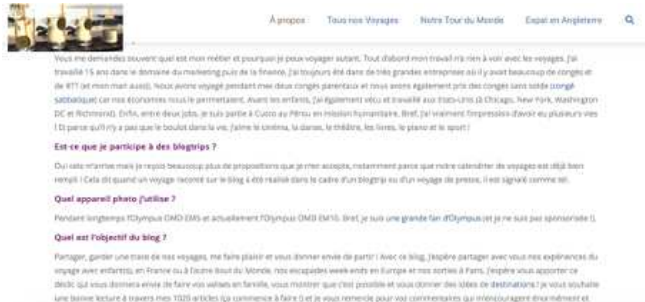 À propos Tous nos Voyages Notre Tour du Monde Expat en Angleterre
Vous me demandez souvent quel est mon métier et pourquoi je peux voyager autant. Tout d'abord mon travail n'a rien à voir avec les voyages. J'ai
travaillé 15 ans dans le domaine du marketing puis de la finance. J'ai toujours été dans de très grandes entreprises où il y avait beaucoup de congés et
de RTT (et mon mari aussi). Nous avons voyagé pendant mes deux congés parentaux et nous avons également pris des congés sans solde (congé
sabbatique) car nos économies nous le permettaient. Avant les enfants, j'ai également vécu et travaillé aux Etats-Unis (à Chicago, New York, Washington
DC et Richmond). Enfin, entre deux jobs, je suis partie à Cusco au Pérou en mission humanitaire. Bref, j'ai vraiment l'impression d'avoir eu plusieurs vies
! Et parce qu'il n'y a pas que le boulot dans la vie, j'aime le cinéma, la danse, le théâtre, les livres, le piano et le sport !
Est-ce que je participe à des blogtrips ?
Oui cela m'arrive mais je reçois beaucoup plus de propositions que je n'en accepte, notamment parce que notre calendrier de voyages est déjà bien
rempli ! Cela dit quand un voyage raconté sur le blog a été réalisé dans le cadre d'un blogtrip ou d'un voyage de presse, il est signalé comme tel.
Quel appareil photo j'utilise ?
Pendant longtemps l'Olympus OMD EM5 et actuellement l'Olympus OMD EM10. Bref, je suis une grande fan d'Olympus (et je ne suis pas sponsorisée !).
Quel est l'objectif du blog ?
Partager, garder une trace de nos voyages, me faire plaisir et vous donner envie de partir ! Avec ce blog, j'espère partager avec vous nos expériences du
voyage avec enfant(s), en France ou à l'autre bout du Monde, nos escapades week-ends en Europe et nos sorties à Paris. J'espère vous apporter ce
déclic qui vous donnera envie de faire vos valises en famille, vous montrer que c'est possible et vous donner des idées de destinations ! Je vous souhaite
une bonne lecture à travers mes 1020 articles (ça commence à faire !) et je vous remercie pour vos commentaires qui m'encouragent énormément et